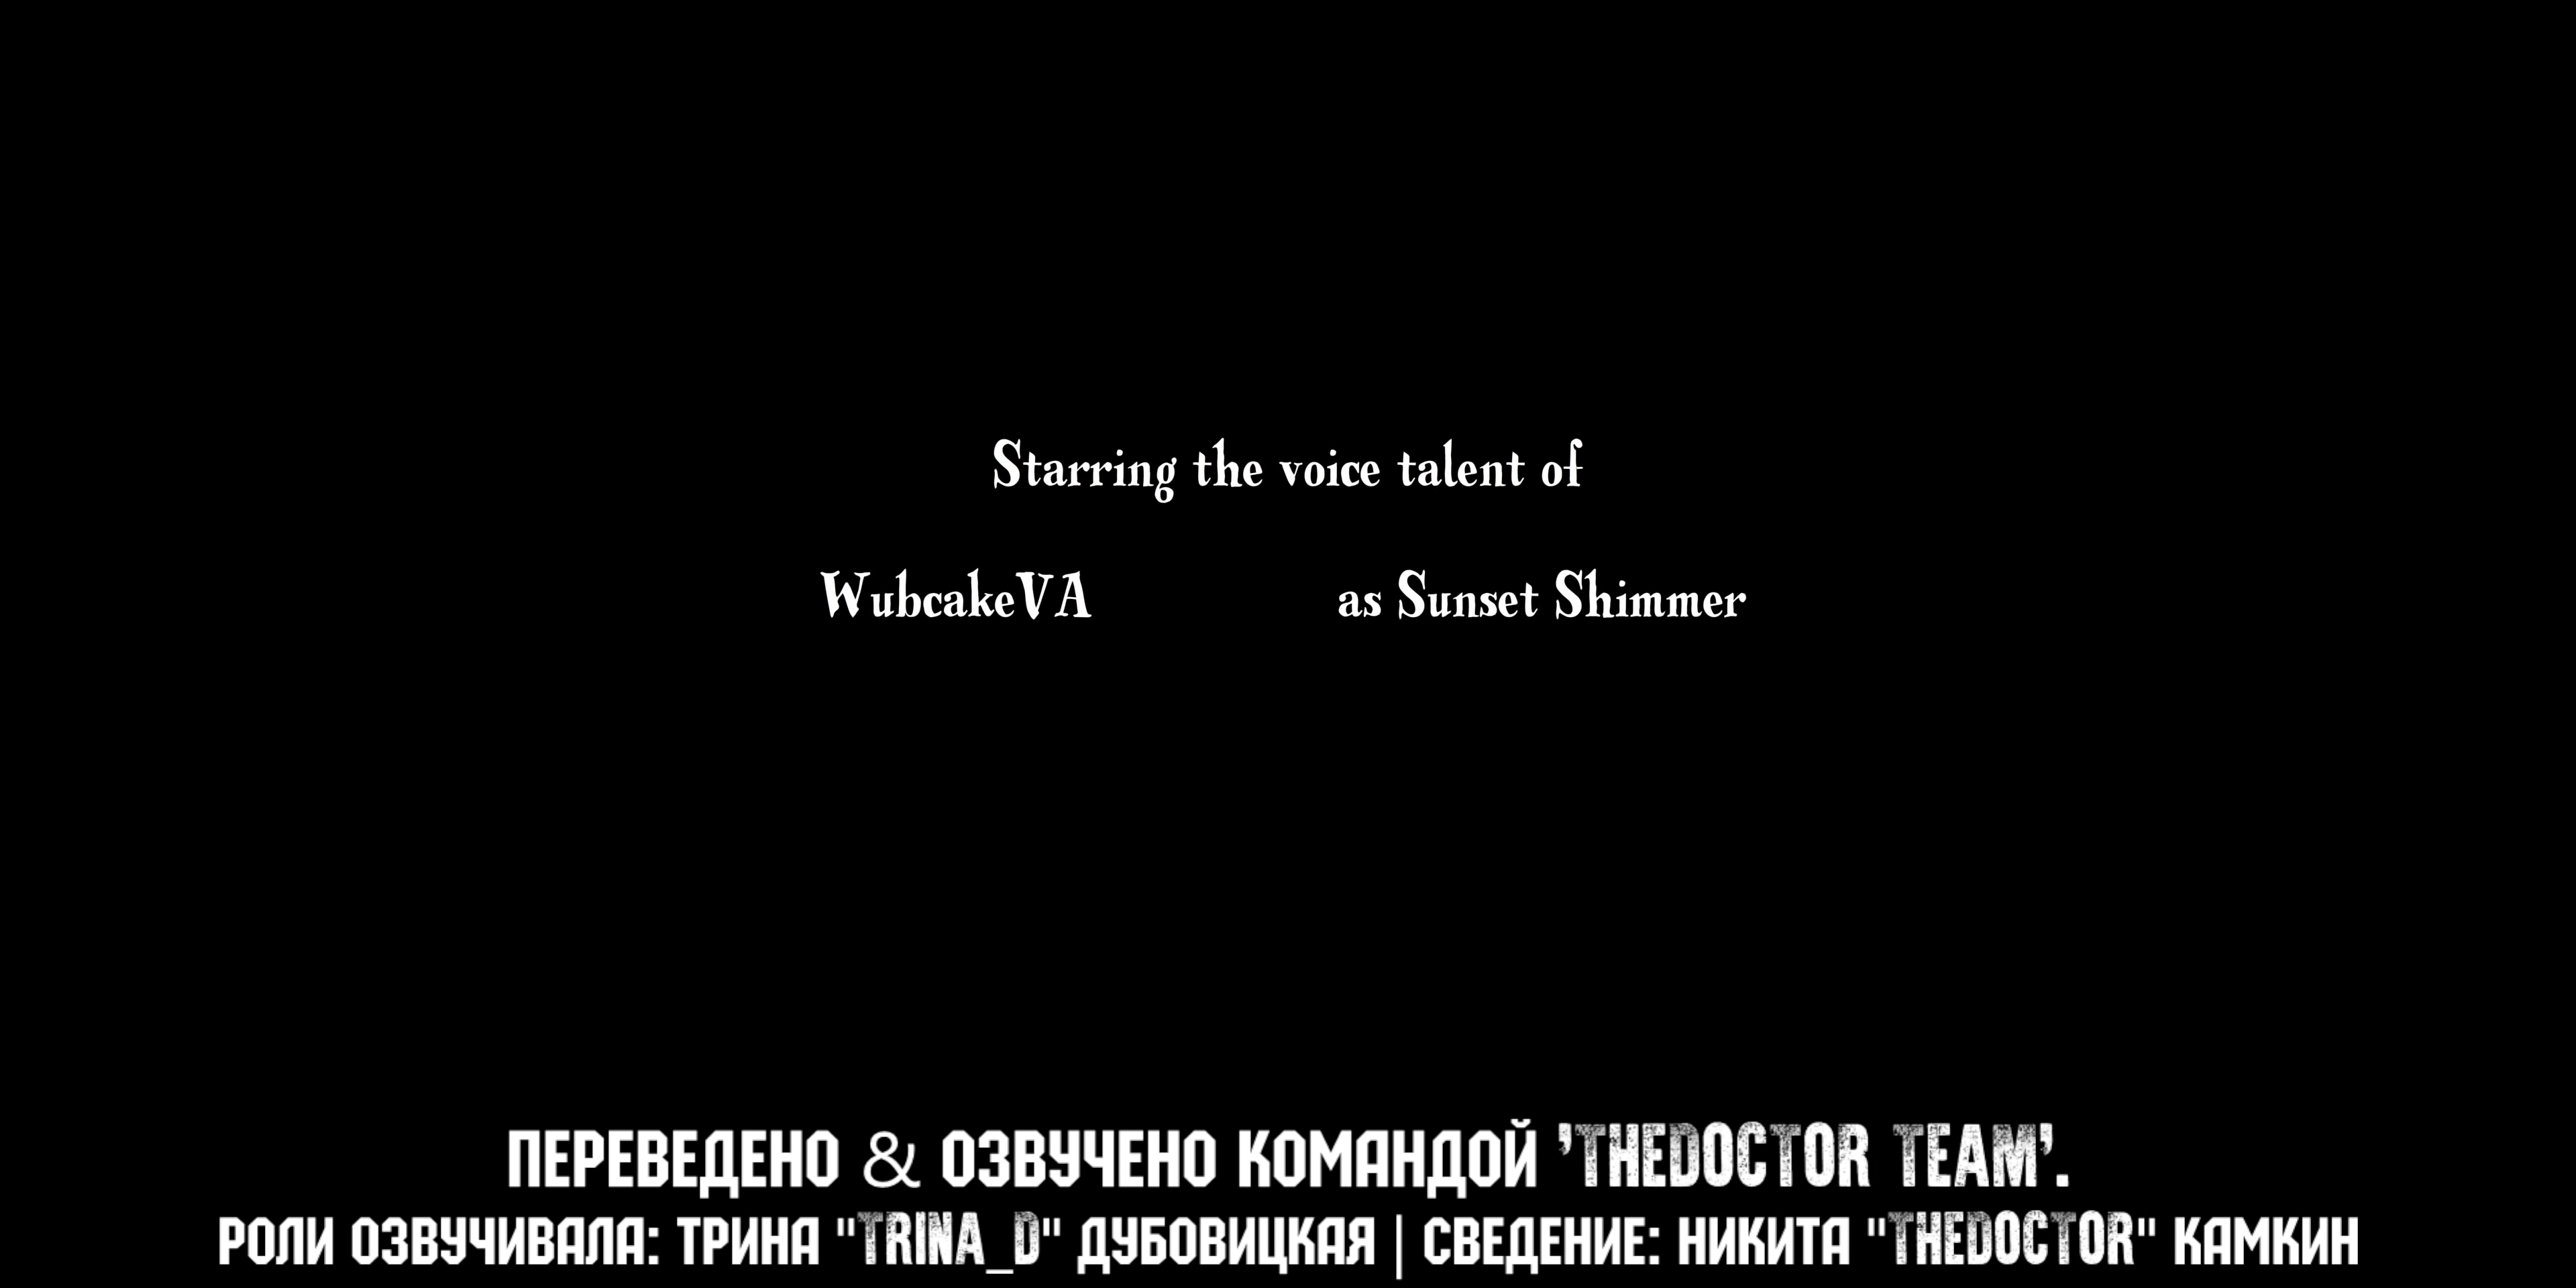 Starring the voice talent of
WubcakeVA as Sunset Shimmer
ПЕРЕВЕДЕНО & ОЗВУЧЕНО КОМАНДОЙ 'THEDOCTOR TEAM'.
РОЛИ ОЗВУЧИВАЛА: ТРИНА "TRINA_D" ДУБОВИЦКАЯ | СВЕДЕНИЕ: НИКИТА "THEDOCTOR" КАМКИН